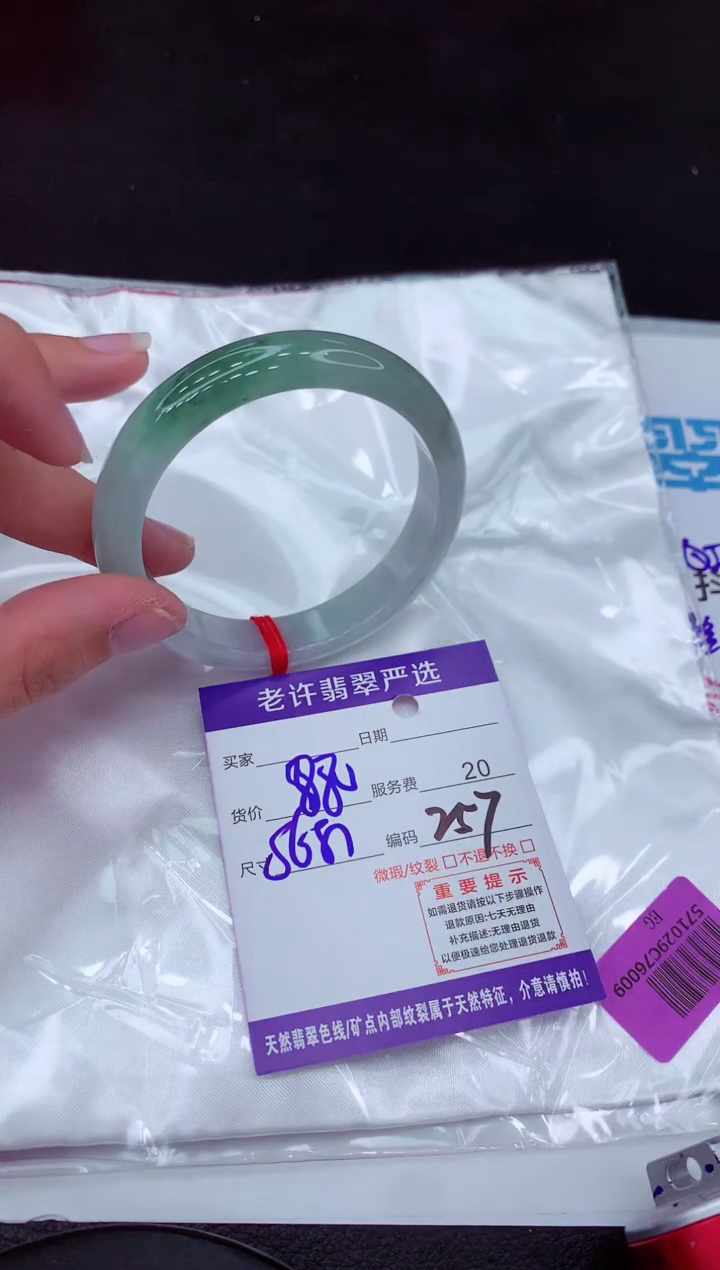 老许翡翠严选
买家 日期
货价 服务费 20
尺寸 编码 257
微瑕/纹裂 □不退不换 □
重要提示
如需退货请按以下步骤操作
退款原因:七天无理由
补充描述:无理由退货
以便极速给您处理退货退款
天然翡翠色线/矿点内部纹裂属于天然特征，介意请慎拍!
EG
571029C76009